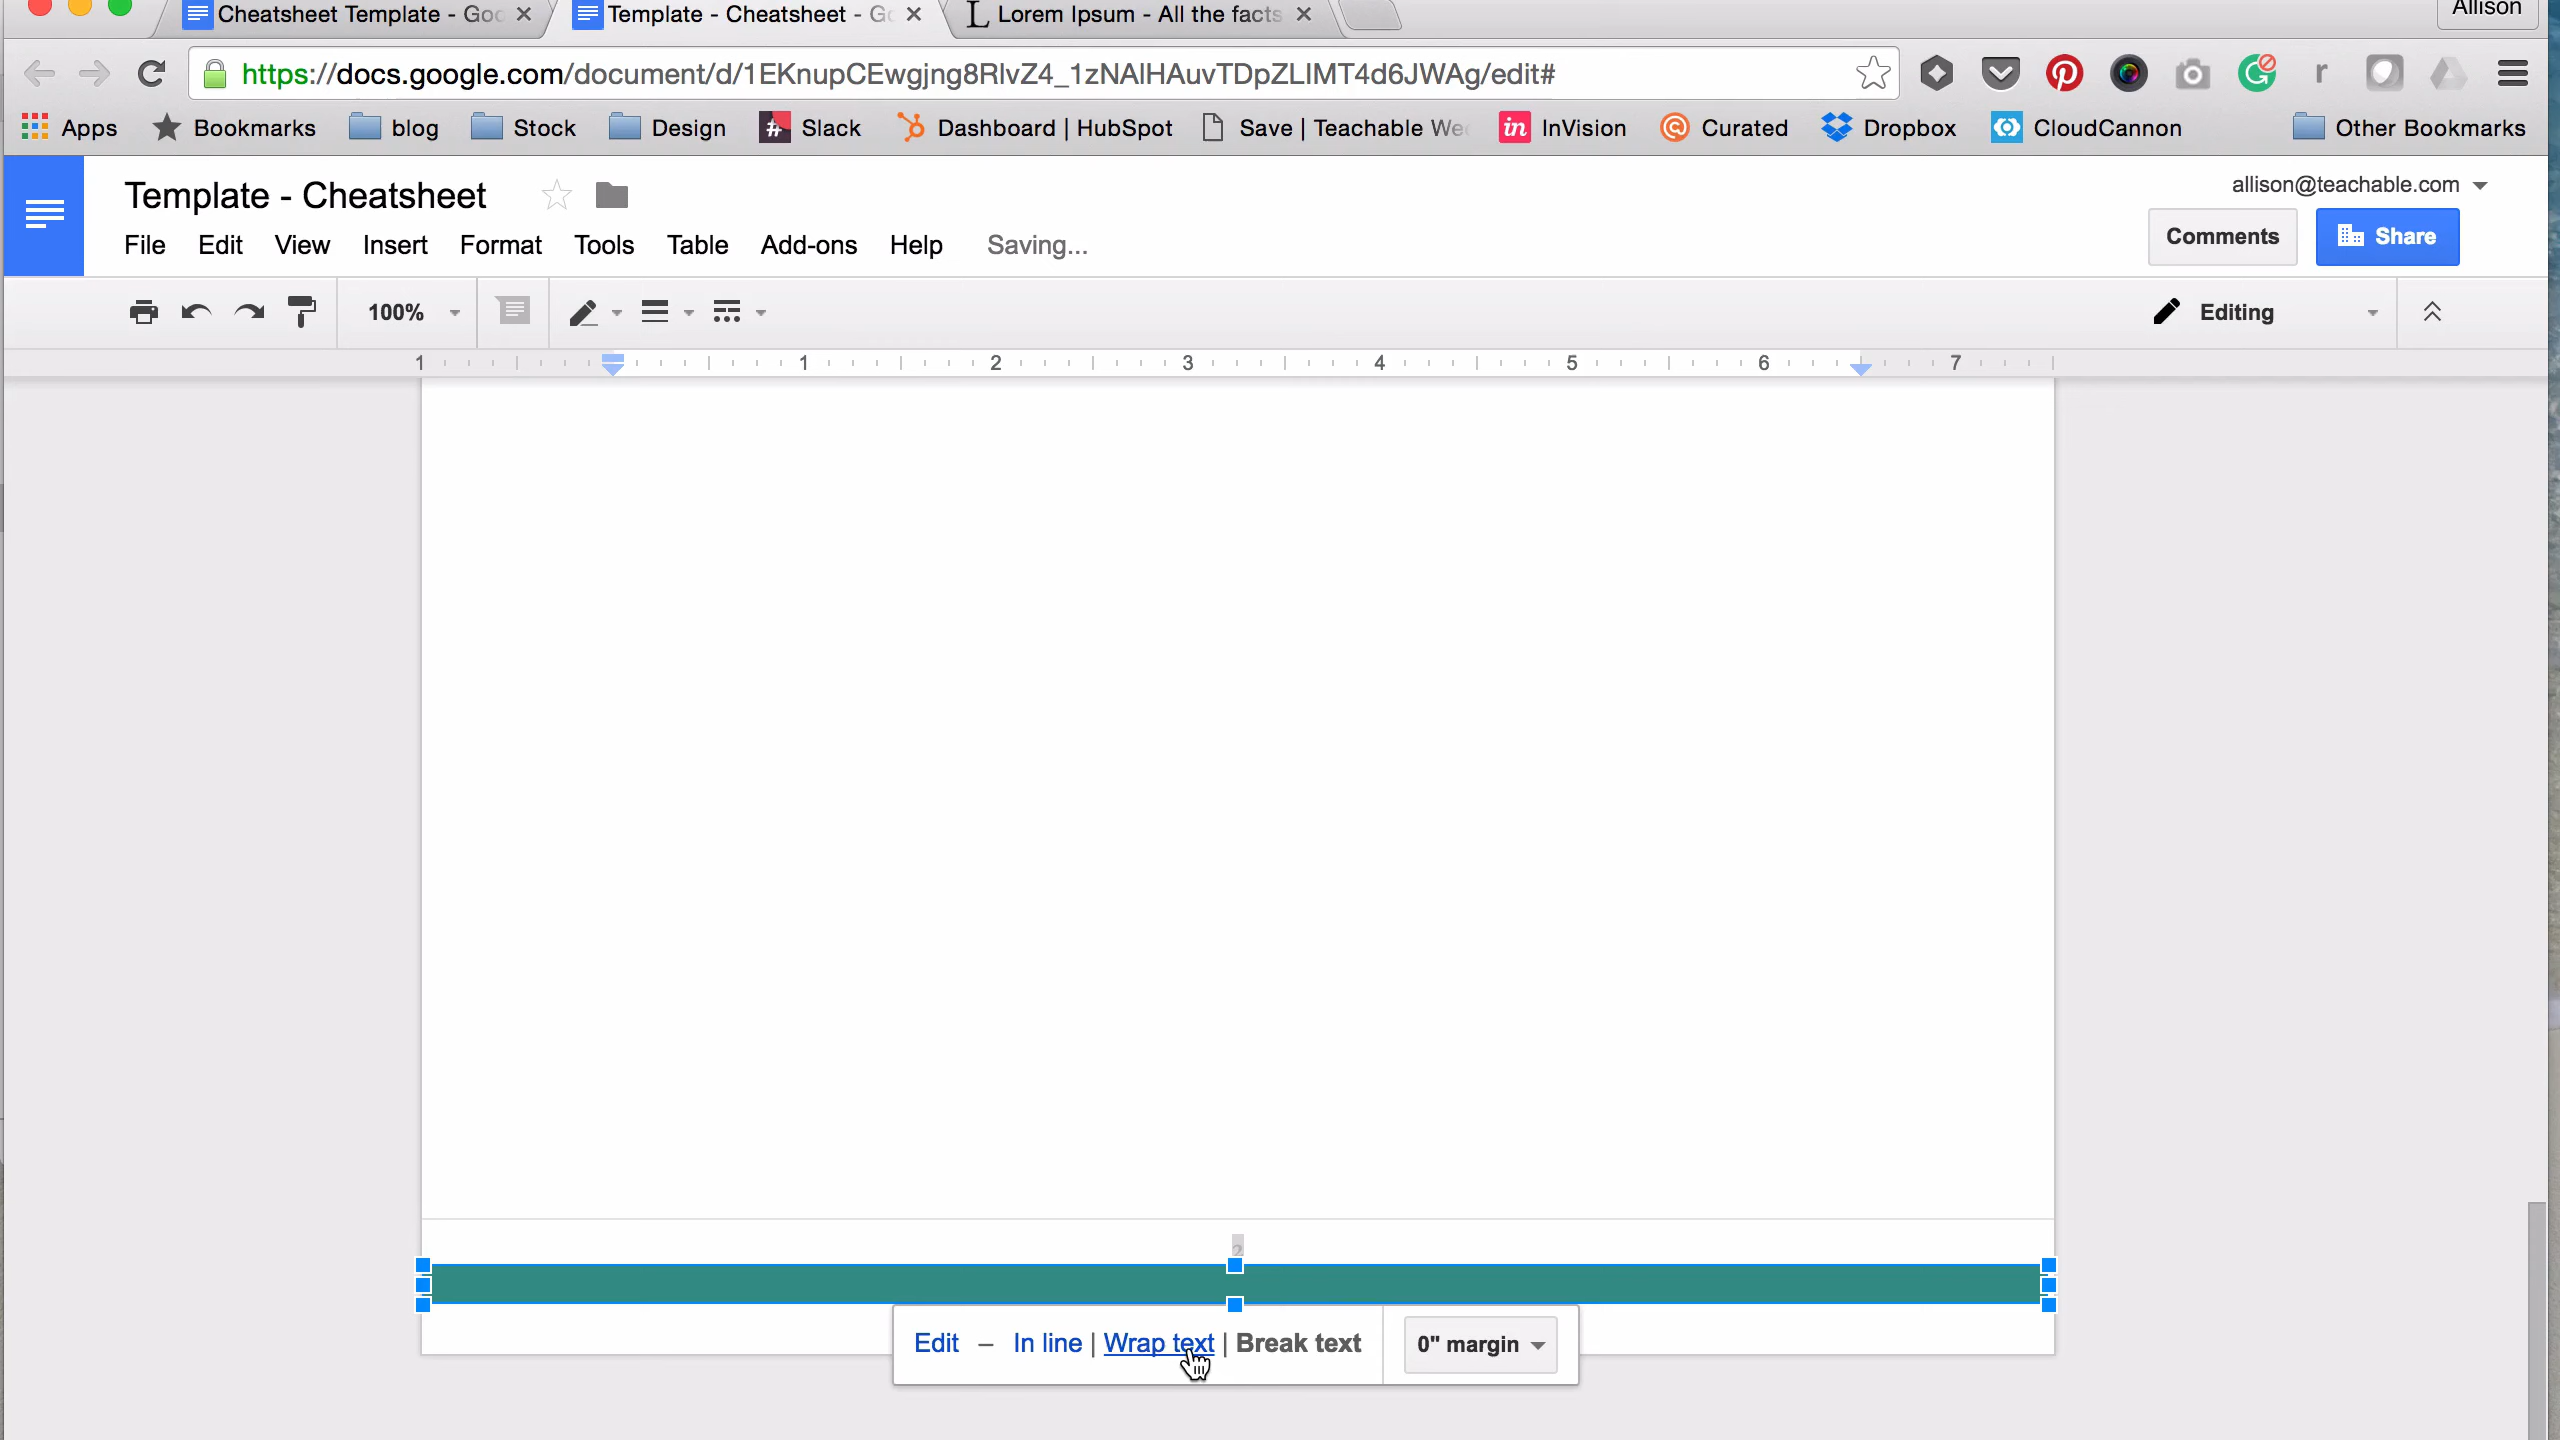 Cheatsheet Template - Goo
Template - Cheatsheet - Go
Lorem Ipsum - All the facts
Allison
https://docs.google.com/document/d/1EKnupCEwgjng8RlvZ4_1zNAlHAuvTDpZLIMT4d6JWAg/edit#
Apps Bookmarks blog Stock Design Slack Dashboard | HubSpot Save | Teachable We InVision Curated Dropbox CloudCannon Other Bookmarks
Template - Cheatsheet
allison@teachable.com
File Edit View Insert Format Tools Table Add-ons Help Saving...
Comments Share
100% Editing
1 1 2 3 4 5 6 7
2
Edit – In line | Wrap text | Break text 0" margin